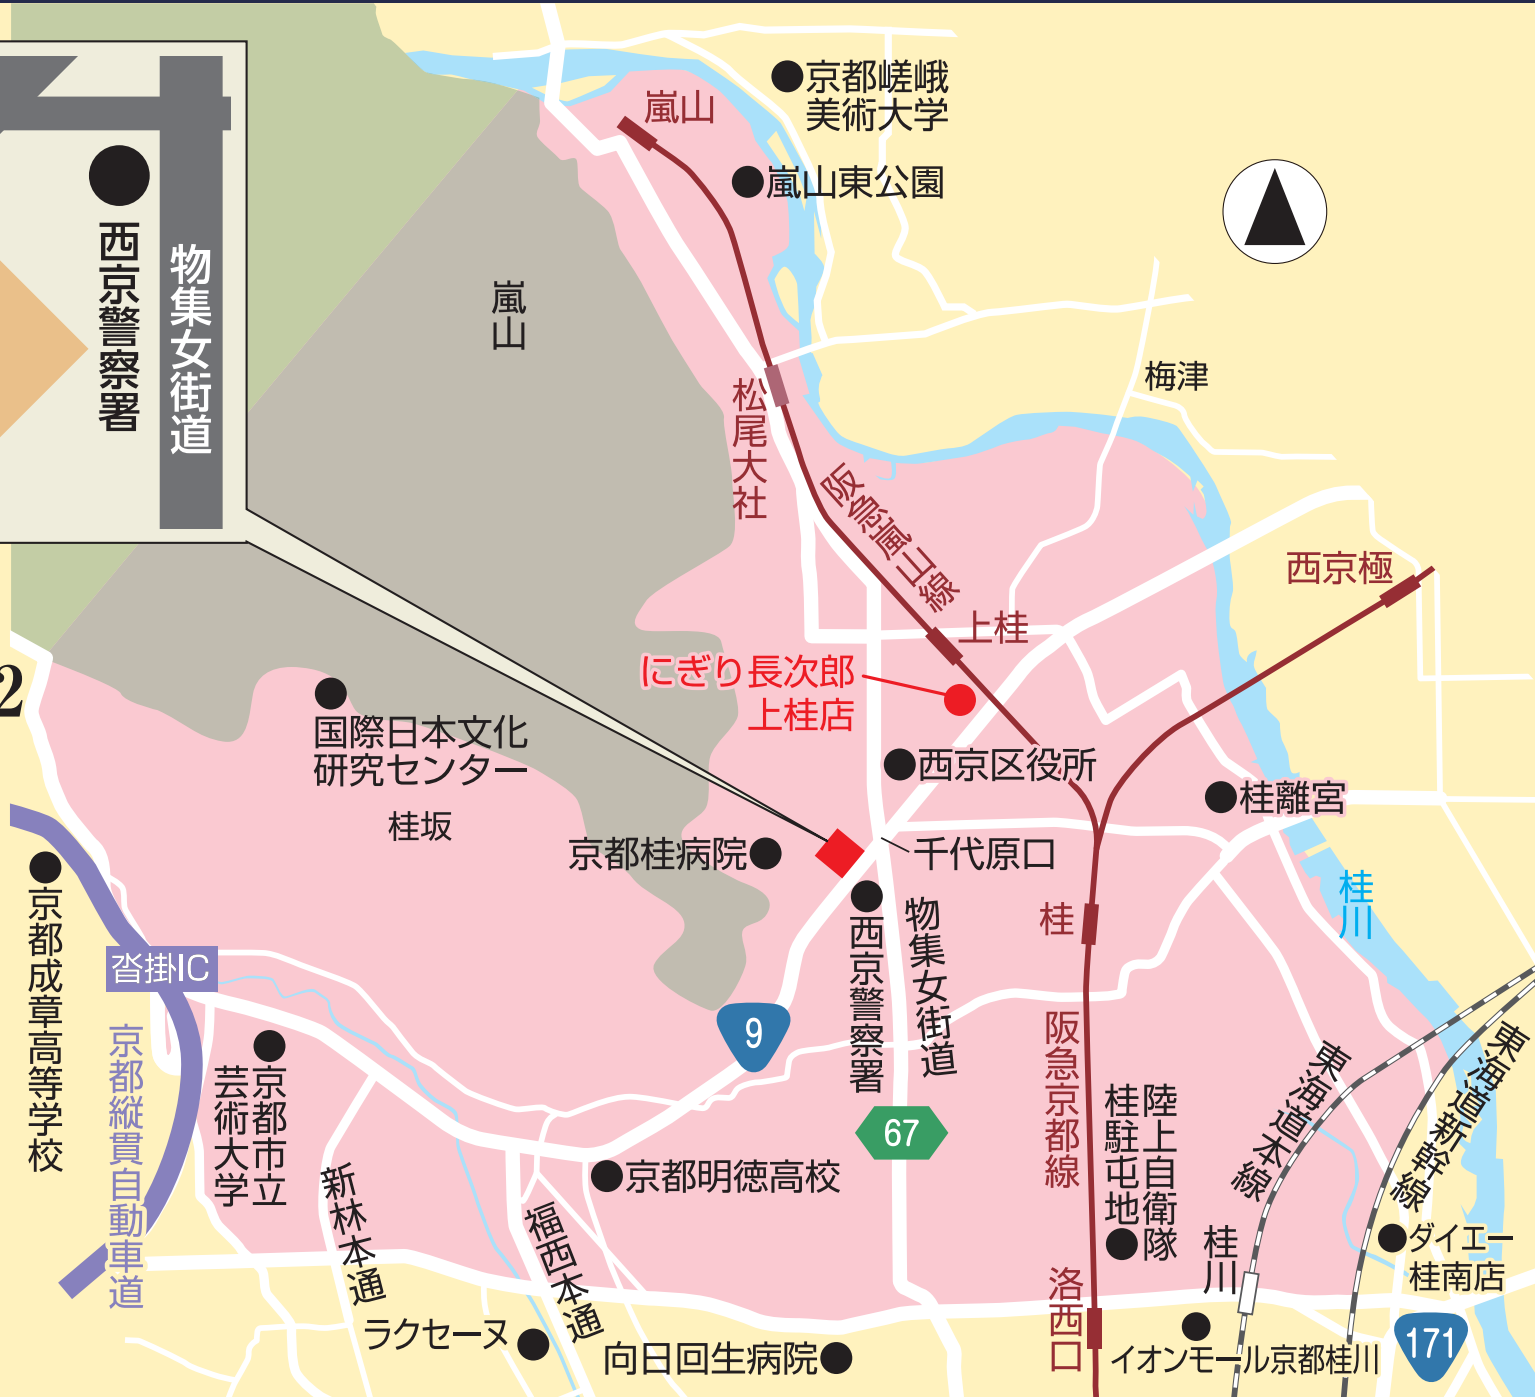 京都嵯峨
美術大学
嵐山
嵐山東公園
西京警察署
物集女街道
嵐山
梅津
松尾大社
阪急嵐山線
西京極
上桂
にぎり長次郎
上桂店
2
国際日本文化
研究センター
西京区役所
桂離宮
桂坂
京都桂病院
千代原口
桂川
京都成章高等学校
沓掛IC
西京警察署
物集女街道
桂
9
京都縦貫自動車道
京都市立
芸術大学
阪急京都線
東海道本線
東海道新幹線
67
陸上自衛隊
桂駐屯地
京都明徳高校
新林本通
福西本通
桂川
ダイエー
桂南店
洛西口
ラクセーヌ
向日回生病院
イオンモール京都桂川
171